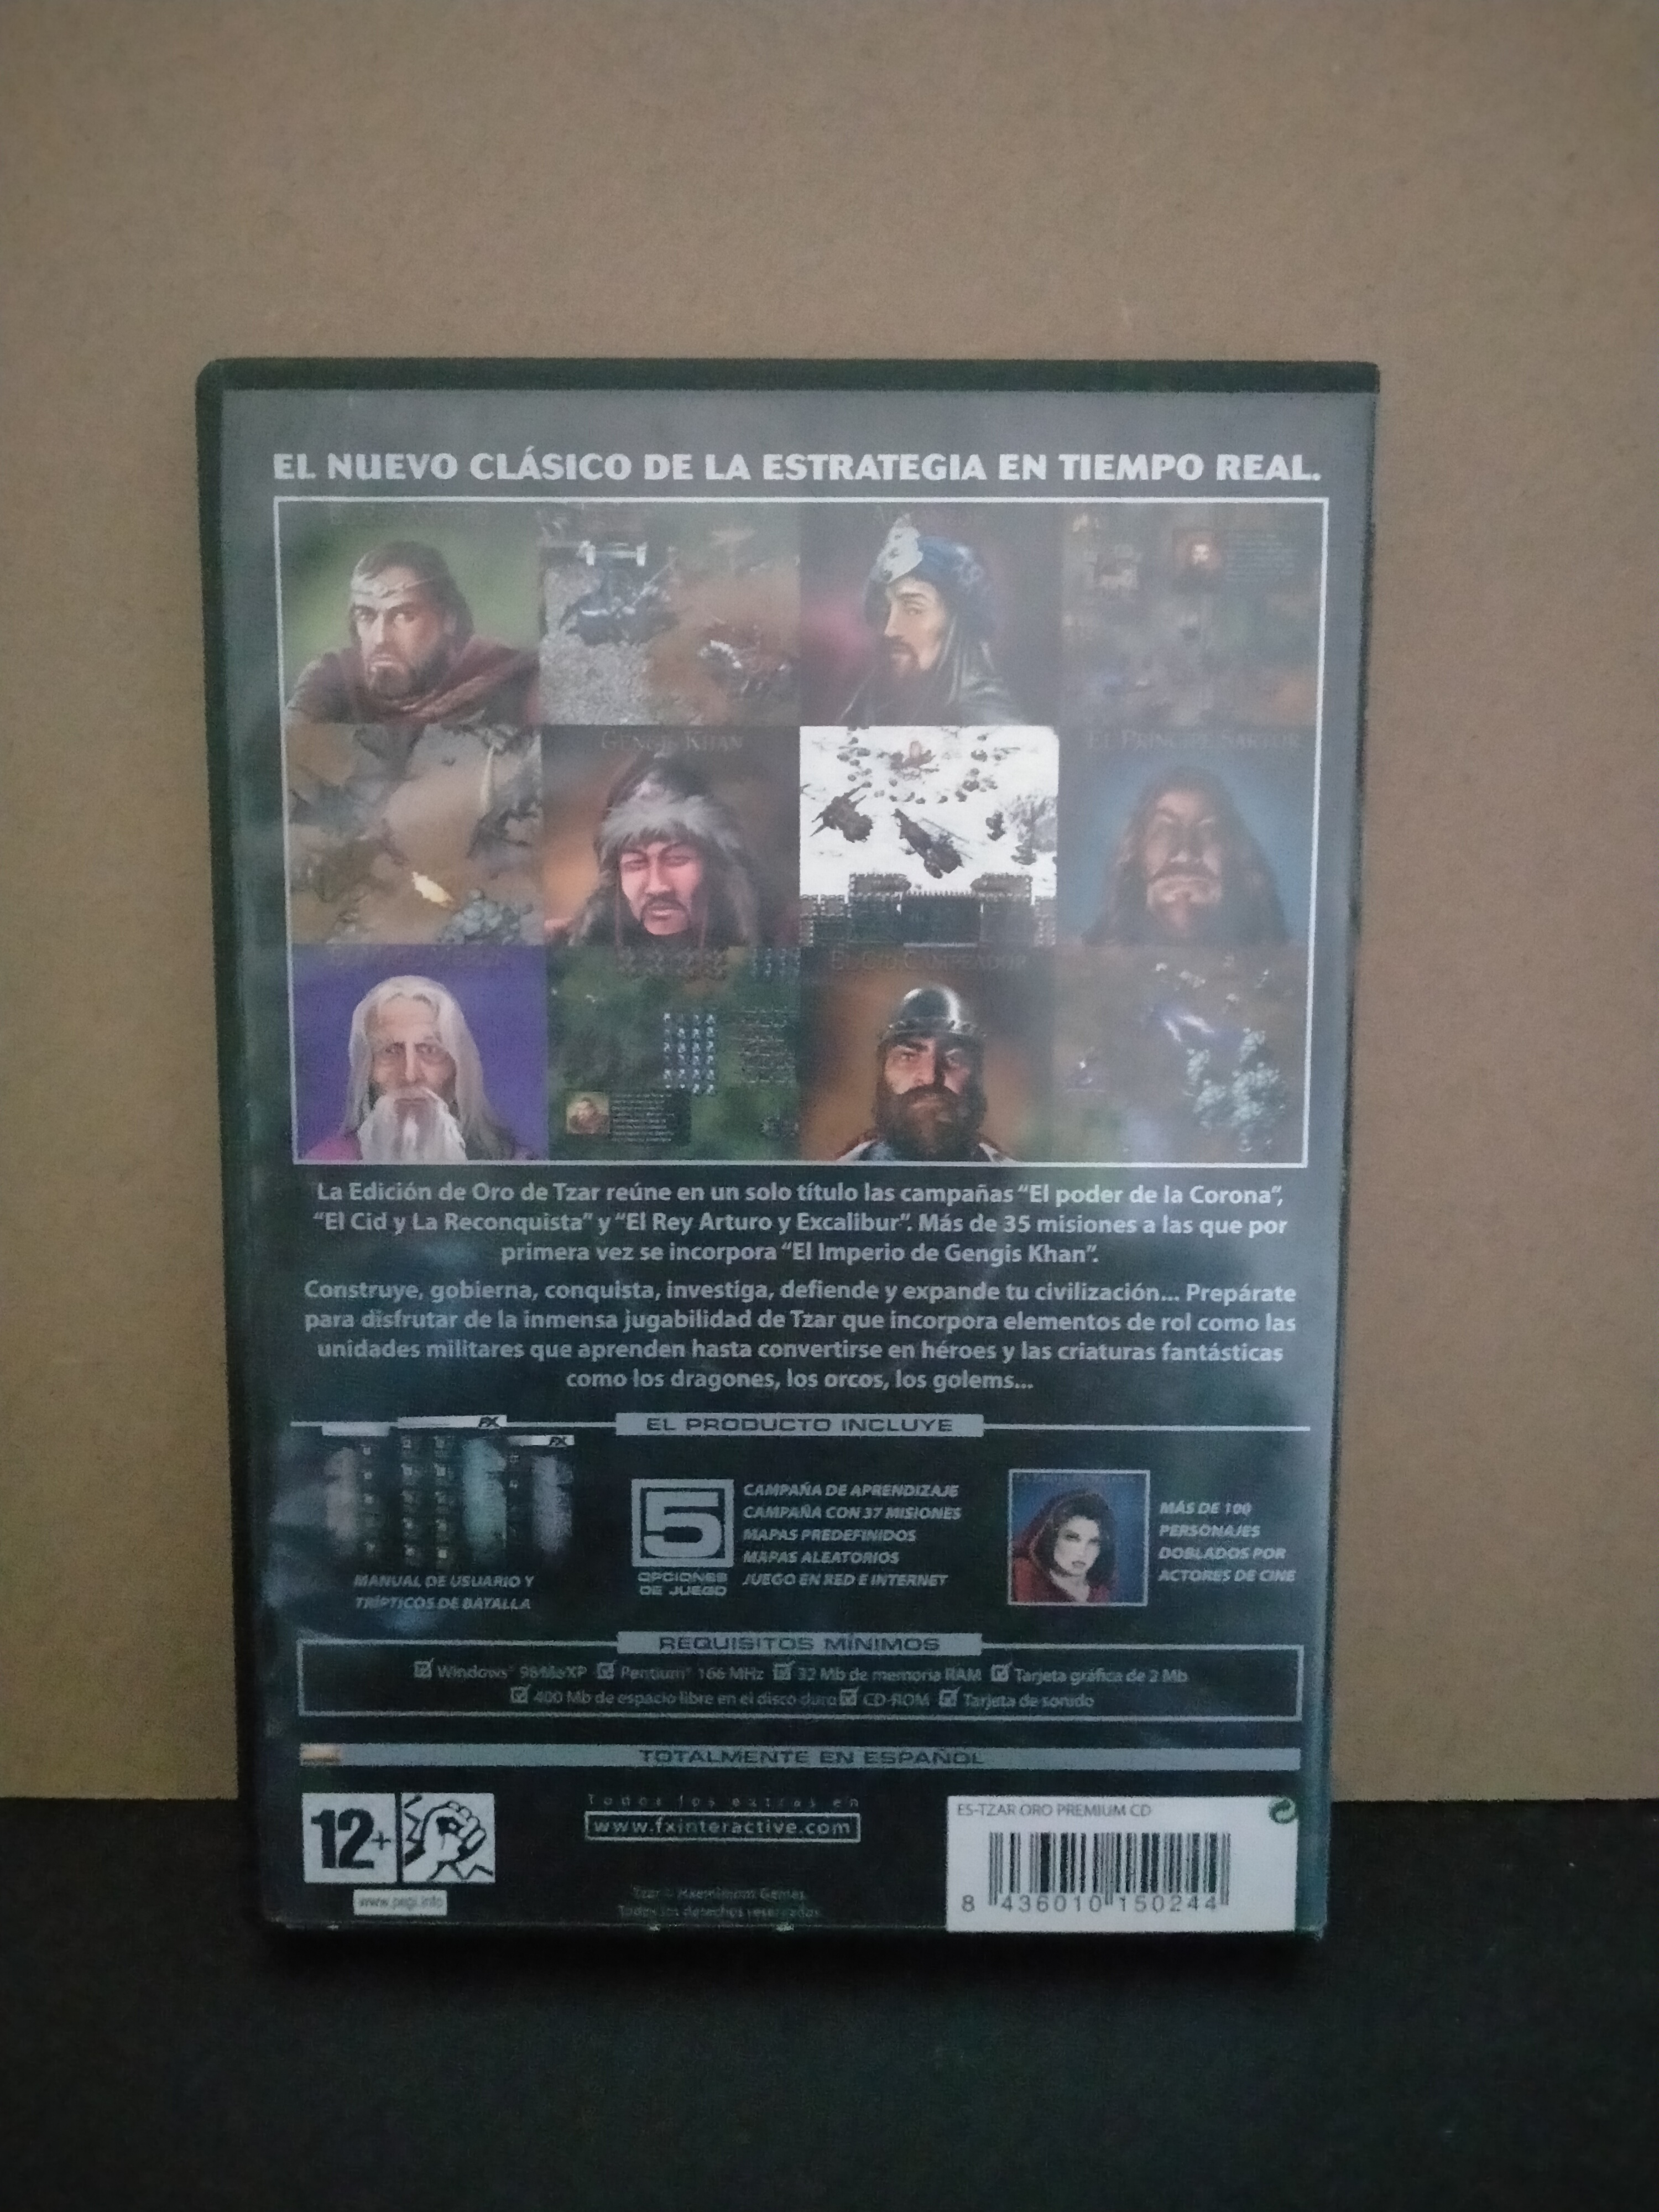 EL NUEVO CLÁSICO DE LA ESTRATEGIA EN TIEMPO REAL.
GENGIS KHAN
EL PRÍNCIPE SARTUR
EL CID CAMPEADOR
La Edición de Oro de Tzar reúne en un solo título las campañas “El poder de la Corona”,
“El Cid y La Reconquista” y “El Rey Arturo y Excalibur”. Más de 35 misiones a las que por
primera vez se incorpora “El Imperio de Gengis Khan”.
Construye, gobierna, conquista, investiga, defiende y expande tu civilización... Prepárate
para disfrutar de la inmensa jugabilidad de Tzar que incorpora elementos de rol como las
unidades militares que aprenden hasta convertirse en héroes y las criaturas fantásticas
como los dragones, los orcos, los golems...
EL PRODUCTO INCLUYE
FX
FX
MANUAL DE USUARIO Y
TRÍPTICOS DE BATALLA
5
OPCIONES
DE JUEGO
CAMPAÑA DE APRENDIZAJE
CAMPAÑA CON 37 MISIONES
MAPAS PREDEFINIDOS
MAPAS ALEATORIOS
JUEGO EN RED E INTERNET
MÁS DE 100
PERSONAJES
DOBLADOS POR
ACTORES DE CINE
REQUISITOS MÍNIMOS
Windows® 98/Me/XP Pentium® 166 MHz 32 Mb de memoria RAM Tarjeta gráfica de 2 Mb
400 Mb de espacio libre en el disco duro CD-ROM Tarjeta de sonido
TOTALMENTE EN ESPAÑOL
12+
www.pegi.info
Todos los extras en
www.fxinteractive.com
Tzar © Haemimont Games
Todos los derechos reservados
ES-TZAR ORO PREMIUM CD
8 436010 150244